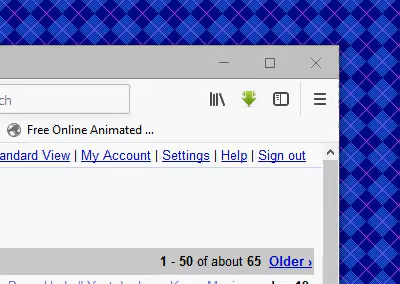 ch
Free Online Animated ...
andard View | My Account | Settings | Help | Sign out
1 - 50 of about 65 Older ›